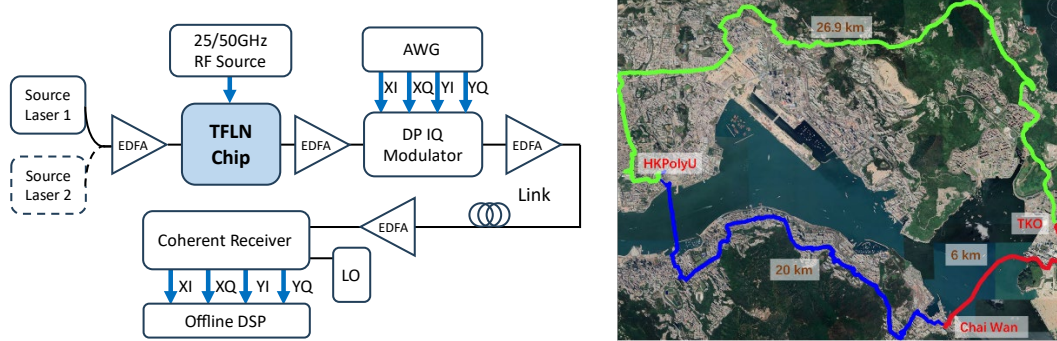 25/50GHz
RF Source
AWG
XI XQ YI YQ
Source
Laser 1
EDFA
TFLN
Chip
EDFA
DP IQ
Modulator
EDFA
Source
Laser 2
Link
Coherent Receiver
EDFA
LO
XI XQ YI YQ
Offline DSP
26.9 km
HKPolyU
TKO
20 km
6 km
Chai Wan